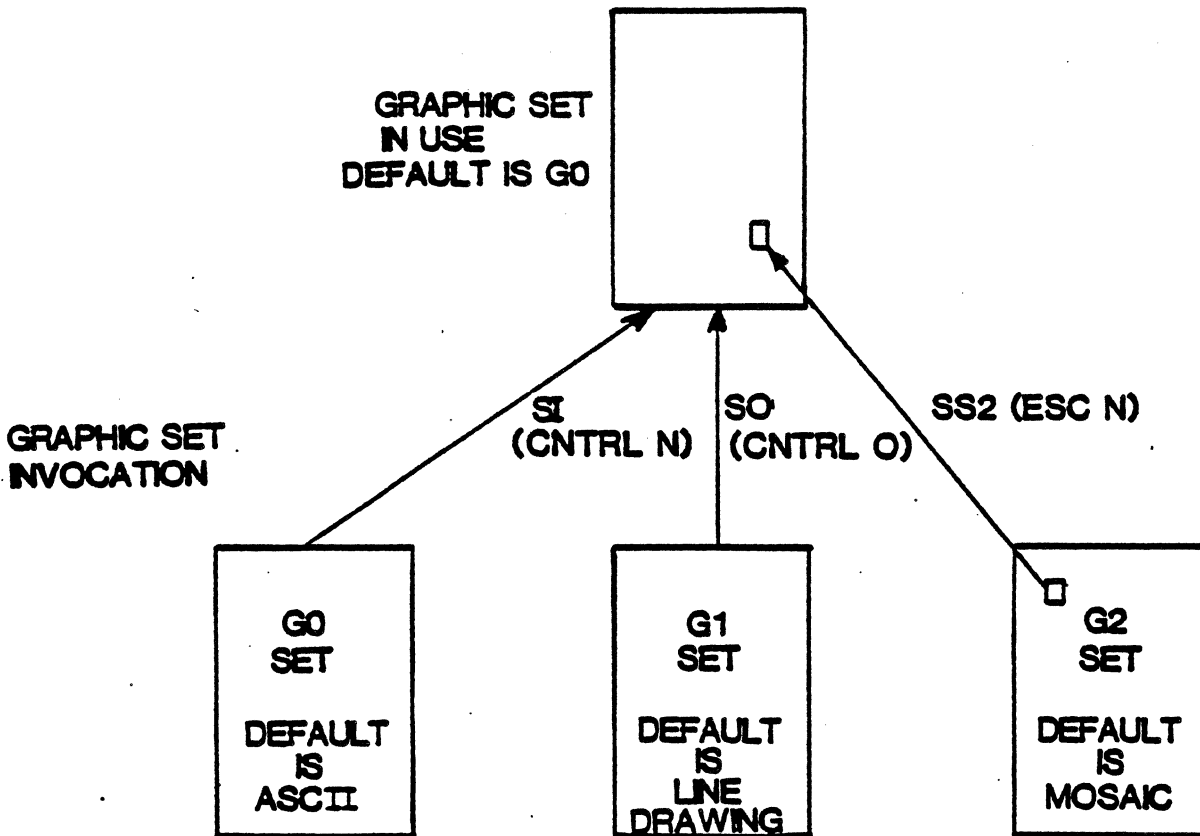 GRAPHIC SET
IN USE
DEFAULT IS G0
SI
(CNTRL N)
SO
(CNTRL O)
SS2 (ESC N)
GRAPHIC SET
INVOCATION
G0
SET
DEFAULT
IS
ASCII
G1
SET
DEFAULT
IS
LINE
DRAWING
G2
SET
DEFAULT
IS
MOSAIC